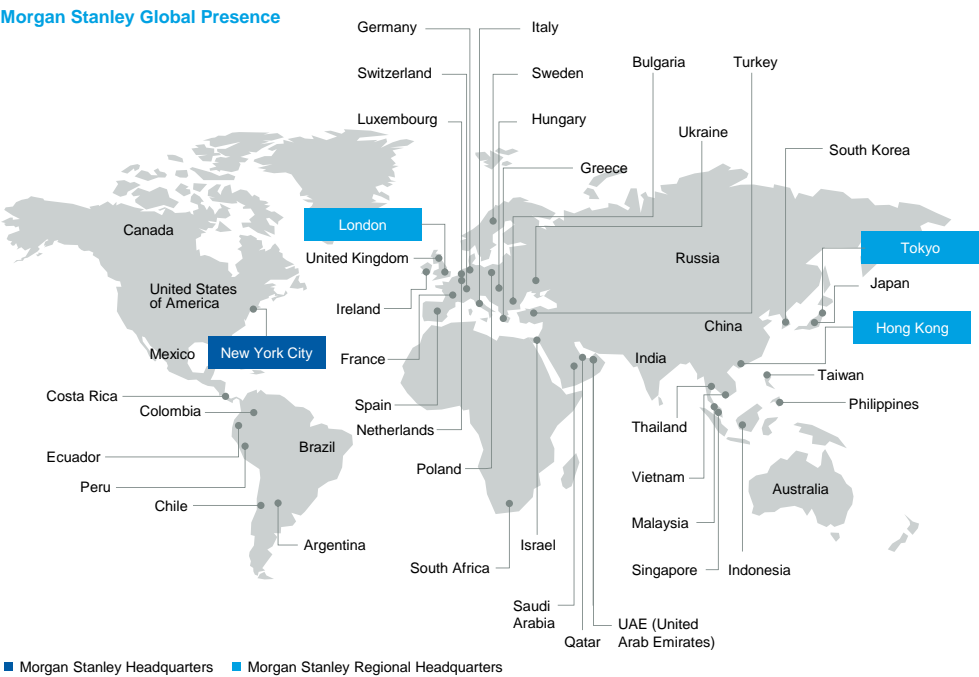 Morgan Stanley Global Presence
Germany
Italy
Switzerland
Sweden
Bulgaria
Turkey
Luxembourg
Hungary
Ukraine
Greece
South Korea
London
Canada
United Kingdom
Russia
Tokyo
United States
of America
Ireland
Japan
China
Hong Kong
Mexico
New York City
France
India
Taiwan
Costa Rica
Colombia
Spain
Philippines
Netherlands
Thailand
Brazil
Ecuador
Poland
Peru
Vietnam
Australia
Chile
Malaysia
Argentina
Israel
South Africa
Singapore
Indonesia
Saudi
Arabia
UAE (United
Arab Emirates)
Qatar
Morgan Stanley Headquarters
Morgan Stanley Regional Headquarters